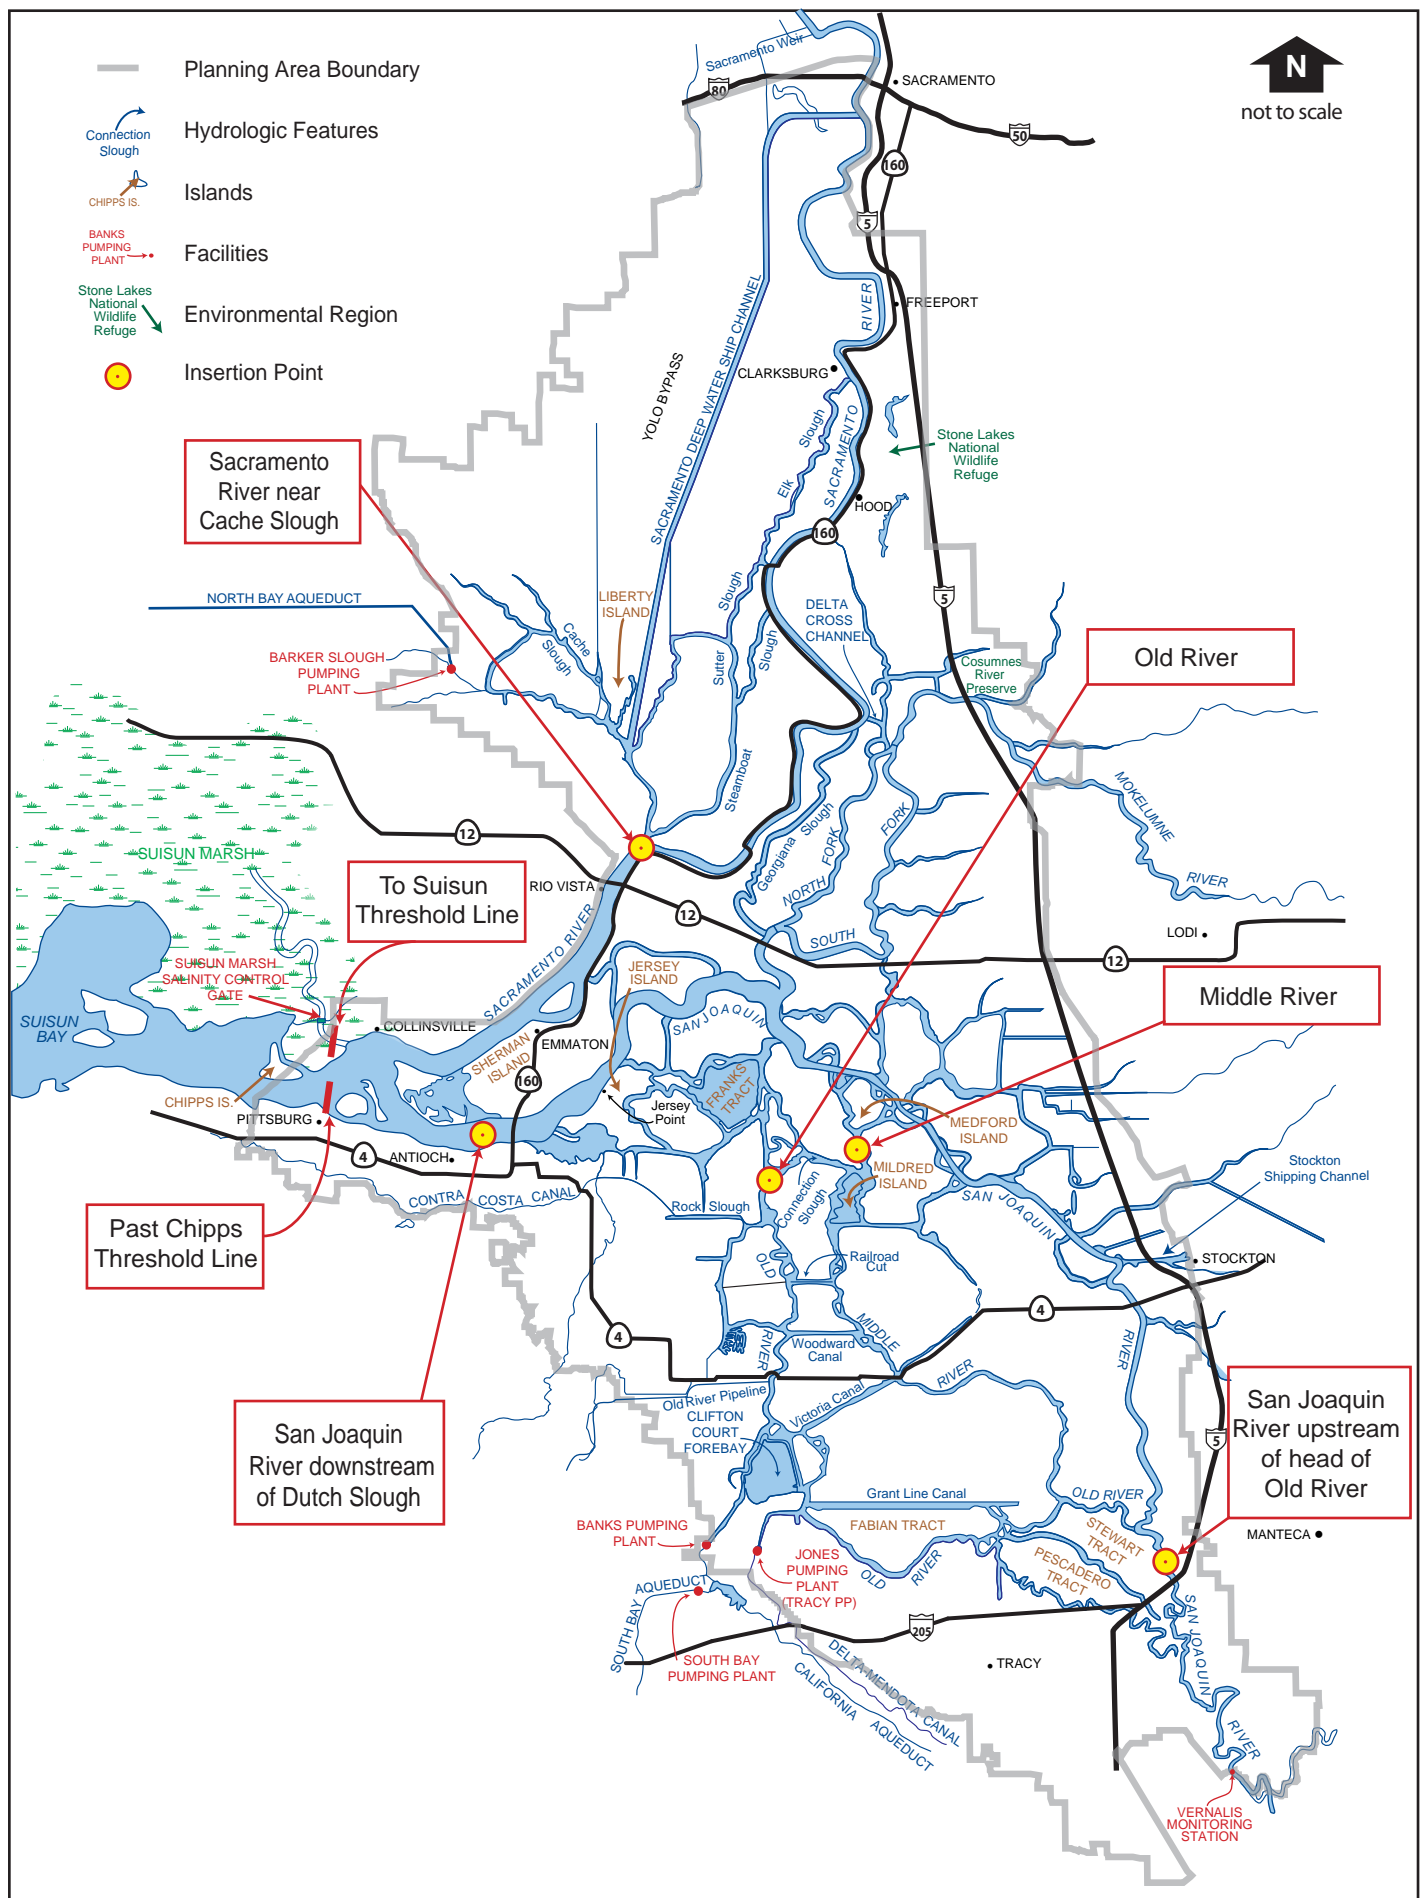 Planning Area Boundary
Connection
Slough
Hydrologic Features
CHIPPS IS.
Islands
BANKS
PUMPING
PLANT
Facilities
Stone Lakes
National
Wildlife
Refuge
Environmental Region
Insertion Point
N
not to scale
Sacramento Weir
80
SACRAMENTO
50
160
5
RIVER
FREEPORT
SACRAMENTO DEEP WATER SHIP CHANNEL
YOLO BYPASS
CLARKSBURG
Elk
Slough
SACRAMENTO
Stone Lakes
National
Wildlife
Refuge
HOOD
160
Sacramento
River near
Cache Slough
NORTH BAY AQUEDUCT
LIBERTY
ISLAND
Cache
Slough
BARKER SLOUGH
PUMPING
PLANT
Sutter
Slough
Steamboat
Slough
DELTA
CROSS
CHANNEL
5
Cosumnes
River
Preserve
Old River
MOKELUMNE
RIVER
12
SUISUN MARSH
To Suisun
Threshold Line
RIO VISTA
12
Georgiana
Slough
NORTH
FORK
SOUTH
FORK
LODI
12
SUISUN MARSH
SALINITY CONTROL
GATE
SUISUN
BAY
SACRAMENTO RIVER
COLLINSVILLE
JERSEY
ISLAND
SAN JOAQUIN
Middle River
SHERMAN
ISLAND
EMMATON
160
FRANKS
TRACT
CHIPPS IS.
PITTSBURG
Jersey
Point
MEDFORD
ISLAND
4
ANTIOCH
CONTRA
COSTA CANAL
Rock Slough
Connection
Slough
MILDRED
ISLAND
SAN JOAQUIN
Stockton
Shipping Channel
Past Chipps
Threshold Line
OLD
Railroad
Cut
STOCKTON
4
4
RIVER
Woodward
Canal
MIDDLE
RIVER
RIVER
Old River Pipeline
CLIFTON
COURT
FOREBAY
Victoria Canal
San Joaquin
River downstream
of Dutch Slough
San Joaquin
River upstream
of head of
Old River
5
Grant Line Canal
OLD RIVER
BANKS PUMPING
PLANT
FABIAN TRACT
STEWART
TRACT
MANTECA
JONES
PUMPING
PLANT
(TRACY PP)
OLD
RIVER
PESCADERO
TRACT
SOUTH BAY
AQUEDUCT
205
SAN JOAQUIN
RIVER
SOUTH BAY
PUMPING PLANT
DELTA-MENDOTA CANAL
CALIFORNIA
AQUEDUCT
TRACY
VERNALIS
MONITORING
STATION